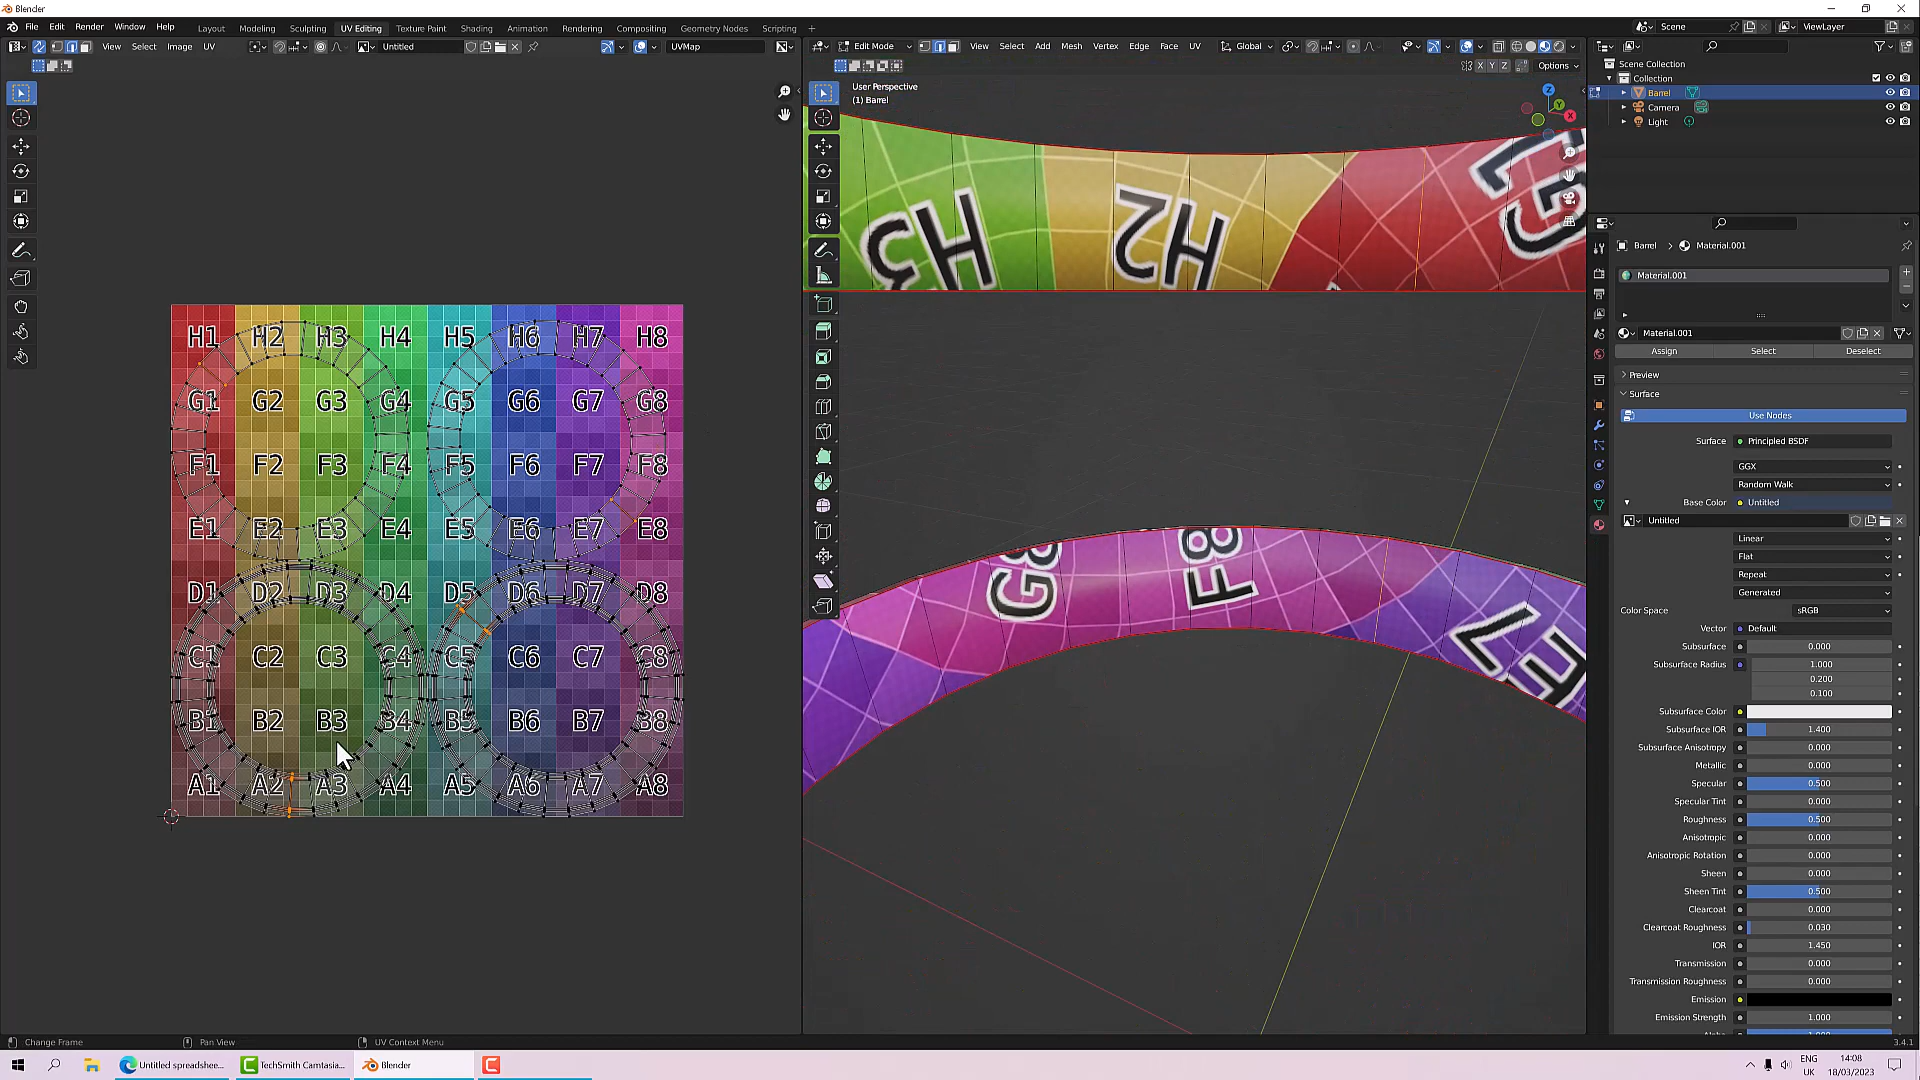 Blender
File Edit Render Window Help Layout Modeling Sculpting UV Editing Texture Paint Shading Animation Rendering Compositing Geometry Nodes Scripting +
Scene ViewLayer
View Select Image UV Untitled UVMap
Edit Mode View Select Add Mesh Vertex Edge Face UV Global
X Y Z Options
User Perspective
(1) Barrel
Scene Collection
Collection
Barrel
Camera
Light
H1 H2 H3 H4 H5 H6 H7 H8
G1 G2 G3 G4 G5 G6 G7 G8
F1 F2 F3 F4 F5 F6 F7 F8
E1 E2 E3 E4 E5 E6 E7 E8
D1 D2 D3 D4 D5 D6 D7 D8
C1 C2 C3 C4 C5 C6 C7 C8
B1 B2 B3 B4 B5 B6 B7 B8
A1 A2 A3 A4 A5 A6 A7 A8
H3 H2
G8 F8 E7
Barrel > Material.001
Material.001
Material.001
Assign Select Deselect
Preview
Surface
Use Nodes
Surface Principled BSDF
GGX
Random Walk
Base Color Untitled
Untitled
Linear
Flat
Repeat
Generated
Color Space sRGB
Vector Default
Subsurface 0.000
Subsurface Radius 1.000
0.200
0.100
Subsurface Color
Subsurface IOR 1.400
Subsurface Anisotropy 0.000
Metallic 0.000
Specular 0.500
Specular Tint 0.000
Roughness 0.500
Anisotropic 0.000
Anisotropic Rotation 0.000
Sheen 0.000
Sheen Tint 0.500
Clearcoat 0.000
Clearcoat Roughness 0.030
IOR 1.450
Transmission 0.000
Transmission Roughness 0.000
Emission
Emission Strength 1.000
Alpha 1.000
Change Frame Pan View UV Context Menu 3.4.1
Untitled spreadshee... TechSmith Camtasia... Blender
ENG
UK
14:08
18/03/2023